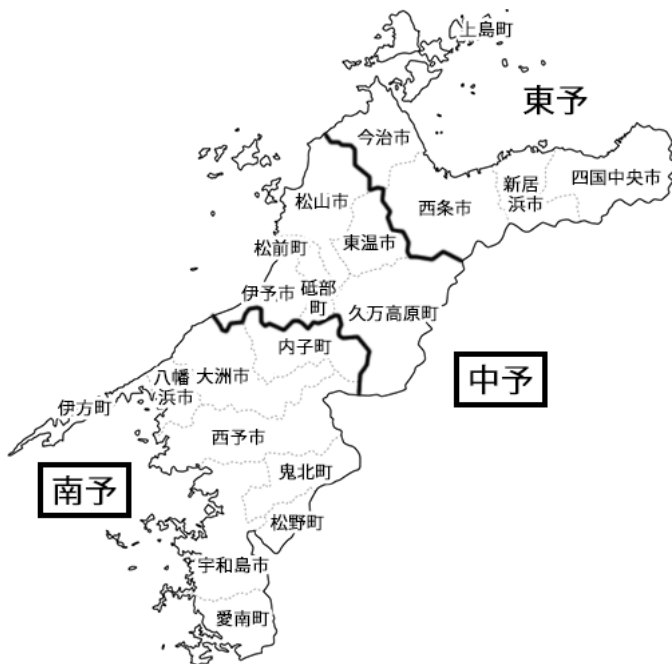 上島町
東予
今治市
四国中央市
新居
浜市
西条市
松山市
東温市
松前町
伊予市
砥部
町
久万高原町
内子町
中予
八幡
浜市
大洲市
伊方町
西予市
鬼北町
南予
松野町
宇和島市
愛南町